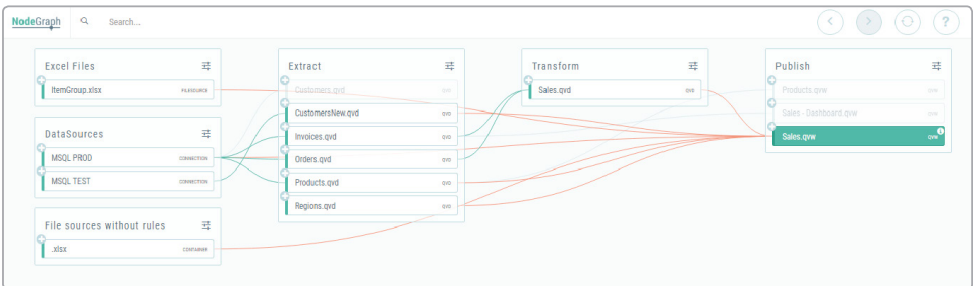 NodeGraph Search....
?
Excel Files
ItemGroup.xlsx FILESOURCE
DataSources
MSQL PROD CONNECTION
MSQL TEST CONNECTION
File sources without rules
.xlsx CONTAINER
Extract
Customers.qvd QVD
CustomersNew.qvd QVD
Invoices.qvd QVD
Orders.qvd QVD
Products.qvd QVD
Regions.qvd QVD
Transform
Sales.qvd QVD
Publish
Products.qvw QVW
Sales - Dashboard.qvw QVW
Sales.qvw QVW